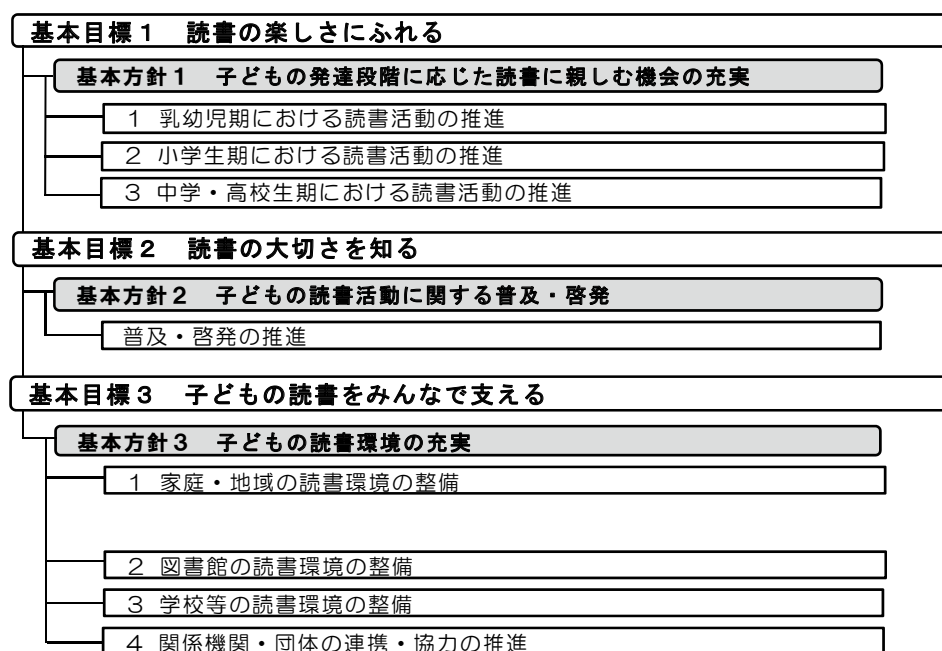 基本目標１　読書の楽しさにふれる
基本方針１　子どもの発達段階に応じた読書に親しむ機会の充実
１ 乳幼児期における読書活動の推進
２ 小学生期における読書活動の推進
３ 中学・高校生期における読書活動の推進
基本目標２　読書の大切さを知る
基本方針２　子どもの読書活動に関する普及・啓発
普及・啓発の推進
基本目標３　子どもの読書をみんなで支える
基本方針３　子どもの読書環境の充実
１ 家庭・地域の読書環境の整備
２ 図書館の読書環境の整備
３ 学校等の読書環境の整備
４ 関係機関・団体の連携・協力の推進